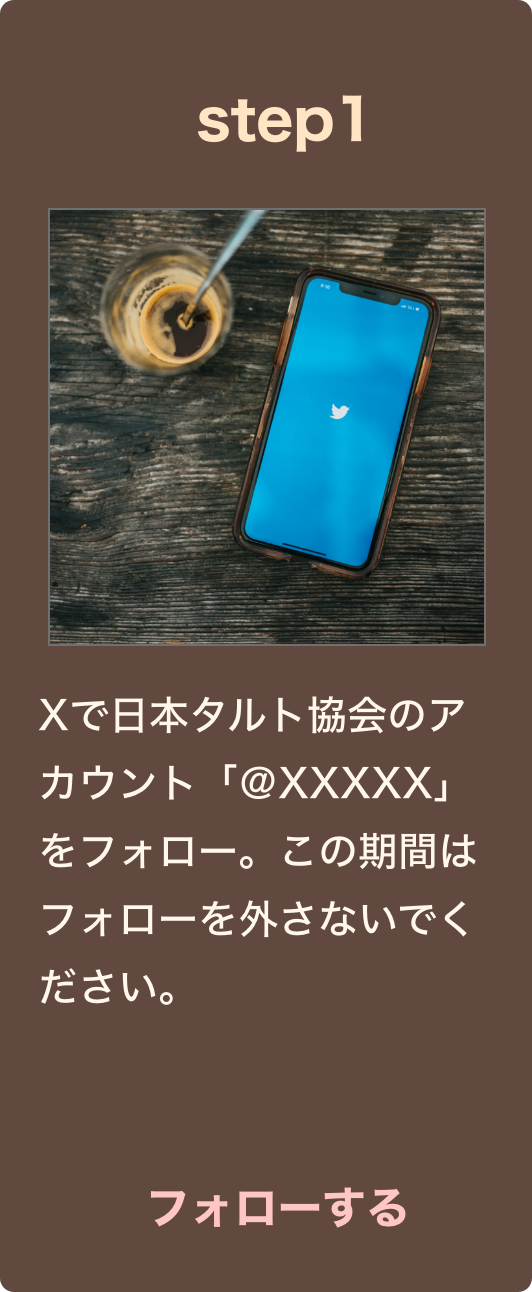 step1
Xで日本タルト協会のア
カウント「@XXXXX」
をフォロー。この期間は
フォローを外さないでく
ださい。
フォローする